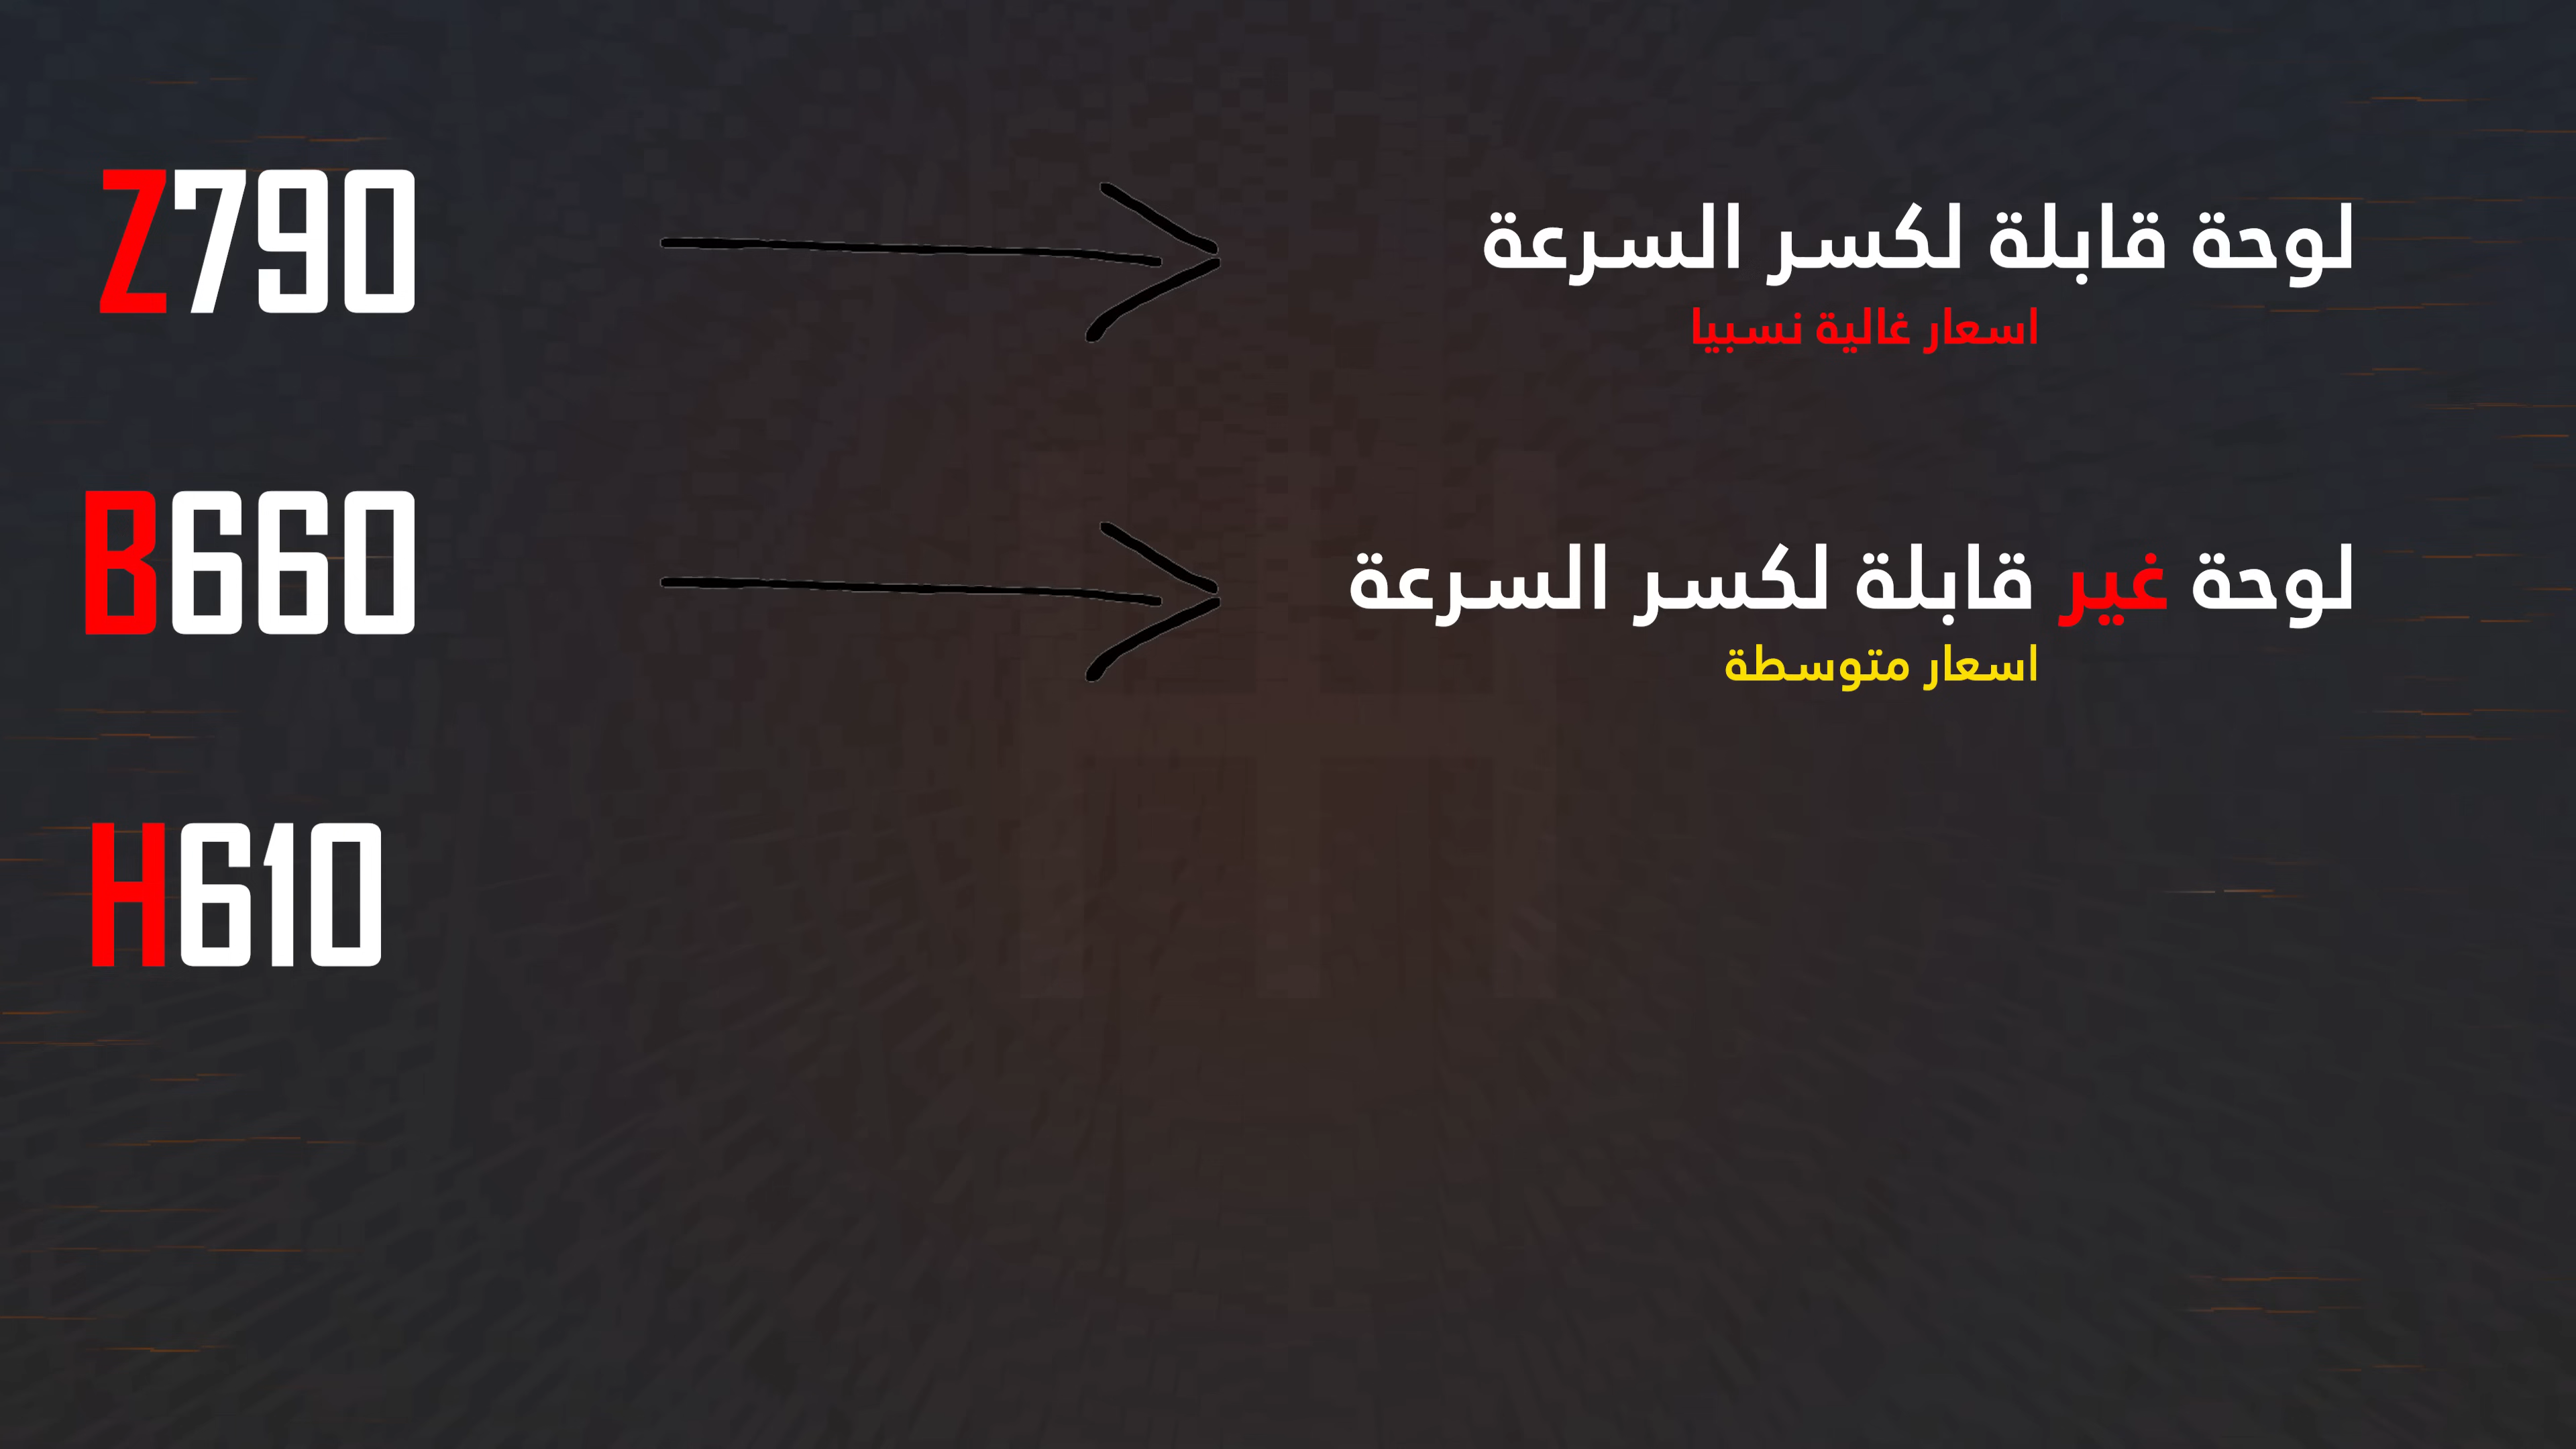 Z790
لوحة قابلة لكسر السرعة
اسعار غالية نسبيا
B660
لوحة غير قابلة لكسر السرعة
اسعار متوسطة
H610